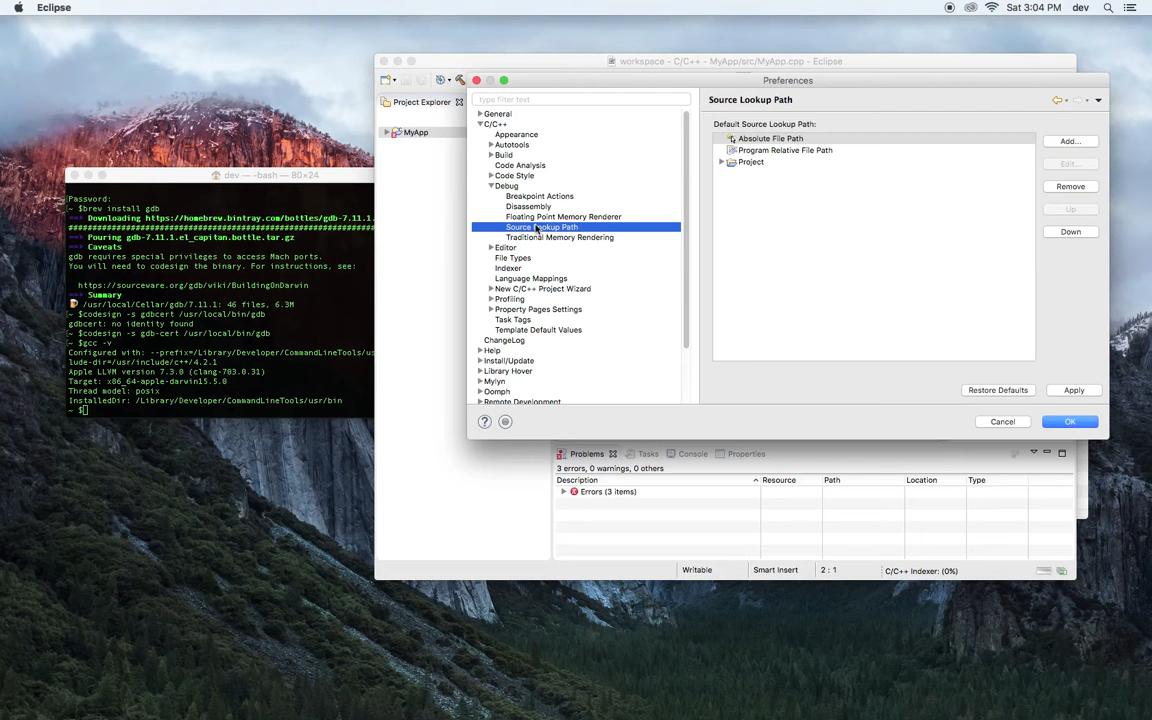 Eclipse
Sat 3:04 PM dev
workspace - C/C++ - MyApp/src/MyApp.cpp - Eclipse
Project Explorer
MyApp
Preferences
type filter text
General
C/C++
Appearance
Autotools
Build
Code Analysis
Code Style
Debug
Breakpoint Actions
Disassembly
Floating Point Memory Renderer
Source Lookup Path
Traditional Memory Rendering
Editor
File Types
Indexer
Language Mappings
New C/C++ Project Wizard
Profiling
Property Pages Settings
Task Tags
Template Default Values
ChangeLog
Help
Install/Update
Library Hover
Mylyn
Oomph
Remote Development
Source Lookup Path
Default Source Lookup Path:
Absolute File Path
Program Relative File Path
Project
Add...
Edit...
Remove
Up
Down
Restore Defaults
Apply
Cancel
OK
dev — -bash — 80×24
Password:
~ $brew install gdb
==> Downloading https://homebrew.bintray.com/bottles/gdb-7.11.1.
########################################
==> Pouring gdb-7.11.1.el_capitan.bottle.tar.gz
==> Caveats
gdb requires special privileges to access Mach ports.
You will need to codesign the binary. For instructions, see:
https://sourceware.org/gdb/wiki/BuildingOnDarwin
==> Summary
/usr/local/Cellar/gdb/7.11.1: 46 files, 6.3M
~ $codesign -s gdbcert /usr/local/bin/gdb
gdbcert: no identity found
~ $codesign -s gdb-cert /usr/local/bin/gdb
~ $gcc -v
Configured with: --prefix=/Library/Developer/CommandLineTools/us
lude-dir=/usr/include/c++/4.2.1
Apple LLVM version 7.3.0 (clang-703.0.31)
Target: x86_64-apple-darwin15.5.0
Thread model: posix
InstalledDir: /Library/Developer/CommandLineTools/usr/bin
~ $
Problems Tasks Console Properties
3 errors, 0 warnings, 0 others
Description Resource Path Location Type
Errors (3 items)
Writable Smart Insert 2 : 1 C/C++ Indexer: (0%)